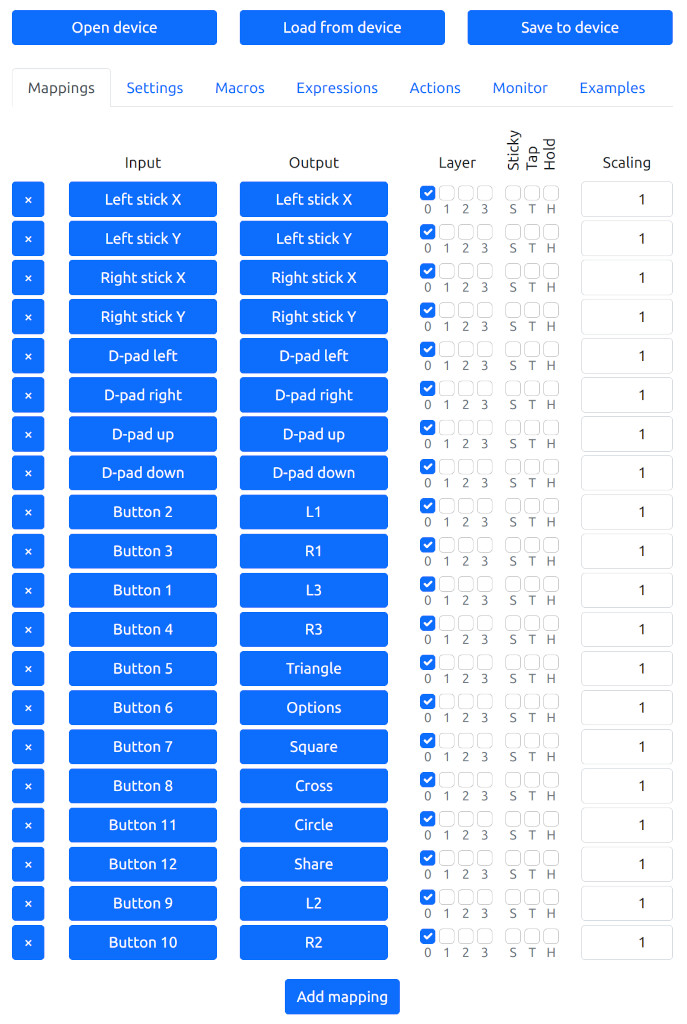 Open device Load from device Save to device
Mappings Settings Macros Expressions Actions Monitor Examples
Input Output Layer Sticky Tap Hold Scaling
× Left stick X Left stick X 1
0 1 2 3 S T H
× Left stick Y Left stick Y 1
0 1 2 3 S T H
× Right stick X Right stick X 1
0 1 2 3 S T H
× Right stick Y Right stick Y 1
0 1 2 3 S T H
× D-pad left D-pad left 1
0 1 2 3 S T H
× D-pad right D-pad right 1
0 1 2 3 S T H
× D-pad up D-pad up 1
0 1 2 3 S T H
× D-pad down D-pad down 1
0 1 2 3 S T H
× Button 2 L1 1
0 1 2 3 S T H
× Button 3 R1 1
0 1 2 3 S T H
× Button 1 L3 1
0 1 2 3 S T H
× Button 4 R3 1
0 1 2 3 S T H
× Button 5 Triangle 1
0 1 2 3 S T H
× Button 6 Options 1
0 1 2 3 S T H
× Button 7 Square 1
0 1 2 3 S T H
× Button 8 Cross 1
0 1 2 3 S T H
× Button 11 Circle 1
0 1 2 3 S T H
× Button 12 Share 1
0 1 2 3 S T H
× Button 9 L2 1
0 1 2 3 S T H
× Button 10 R2 1
0 1 2 3 S T H
Add mapping